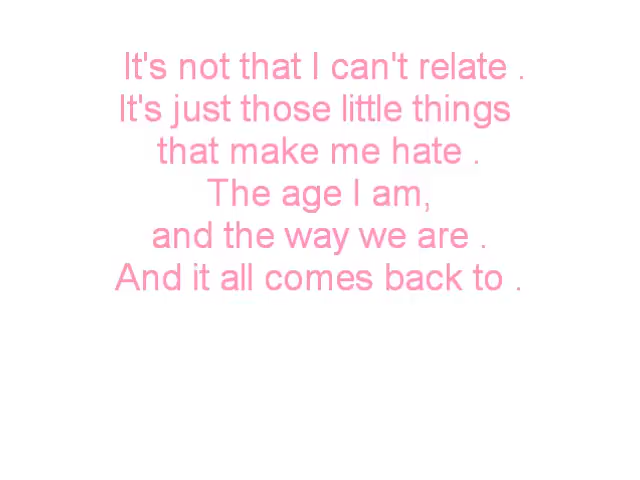 It's not that I can't relate .
It's just those little things
that make me hate .
The age I am,
and the way we are .
And it all comes back to .